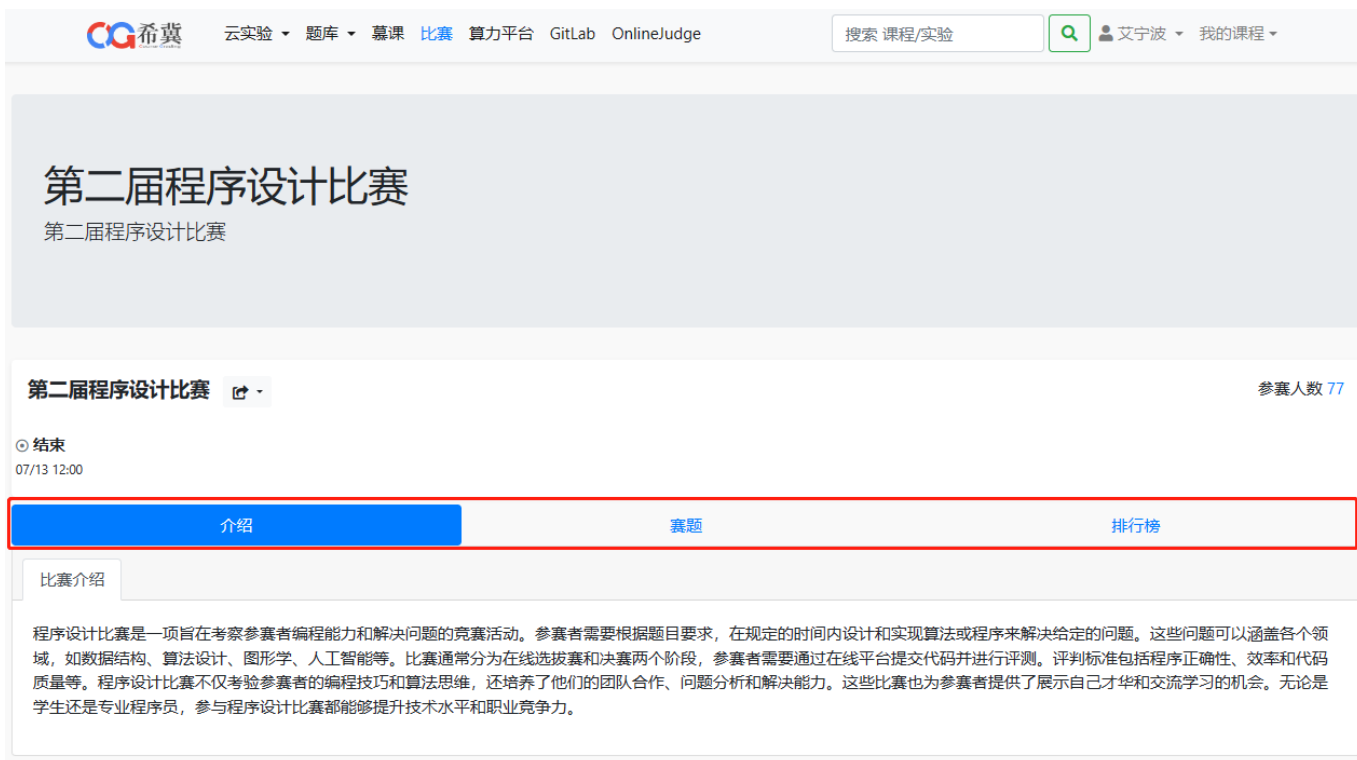 希冀 云实验 题库 慕课 比赛 算力平台 GitLab OnlineJudge 搜索 课程/实验 艾宁波 我的课程
第二届程序设计比赛
第二届程序设计比赛
第二届程序设计比赛 参赛人数 77
结束
07/13 12:00
介绍 赛题 排行榜
比赛介绍
程序设计比赛是一项旨在考察参赛者编程能力和解决问题的竞赛活动。参赛者需要根据题目要求，在规定的时间内设计和实现算法或程序来解决给定的问题。这些问题可以涵盖各个领
域，如数据结构、算法设计、图形学、人工智能等。比赛通常分为在线选拔赛和决赛两个阶段，参赛者需要通过在线平台提交代码并进行评测。评判标准包括程序正确性、效率和代码
质量等。程序设计比赛不仅考验参赛者的编程技巧和算法思维，还培养了他们的团队合作、问题分析和解决能力。这些比赛也为参赛者提供了展示自己才华和交流学习的机会。无论是
学生还是专业程序员，参与程序设计比赛都能够提升技术水平和职业竞争力。